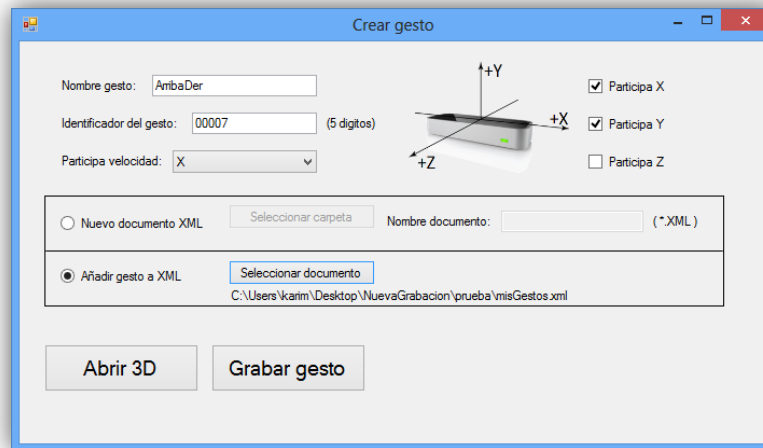 Crear gesto
Nombre gesto: ArribaDer
Identificador del gesto: 00007 (5 digitos)
Participa velocidad: X
+Y
+X
+Z
Participa X
Participa Y
Participa Z
Nuevo documento XML Seleccionar carpeta Nombre documento: (*.XML )
Añadir gesto a XML Seleccionar documento
C:\Users\karim\Desktop\NuevaGrabacion\prueba\misGestos.xml
Abrir 3D Grabar gesto